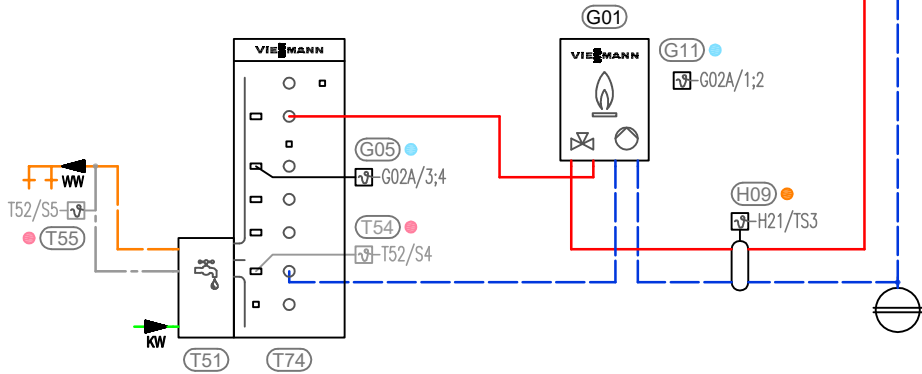 G01
VIESMANN
VIESMANN
G11
G02A/1;2
G05
G02A/3;4
WW
T52/S5
T55
T54
T52/S4
H09
H21/TS3
KW
T51
T74